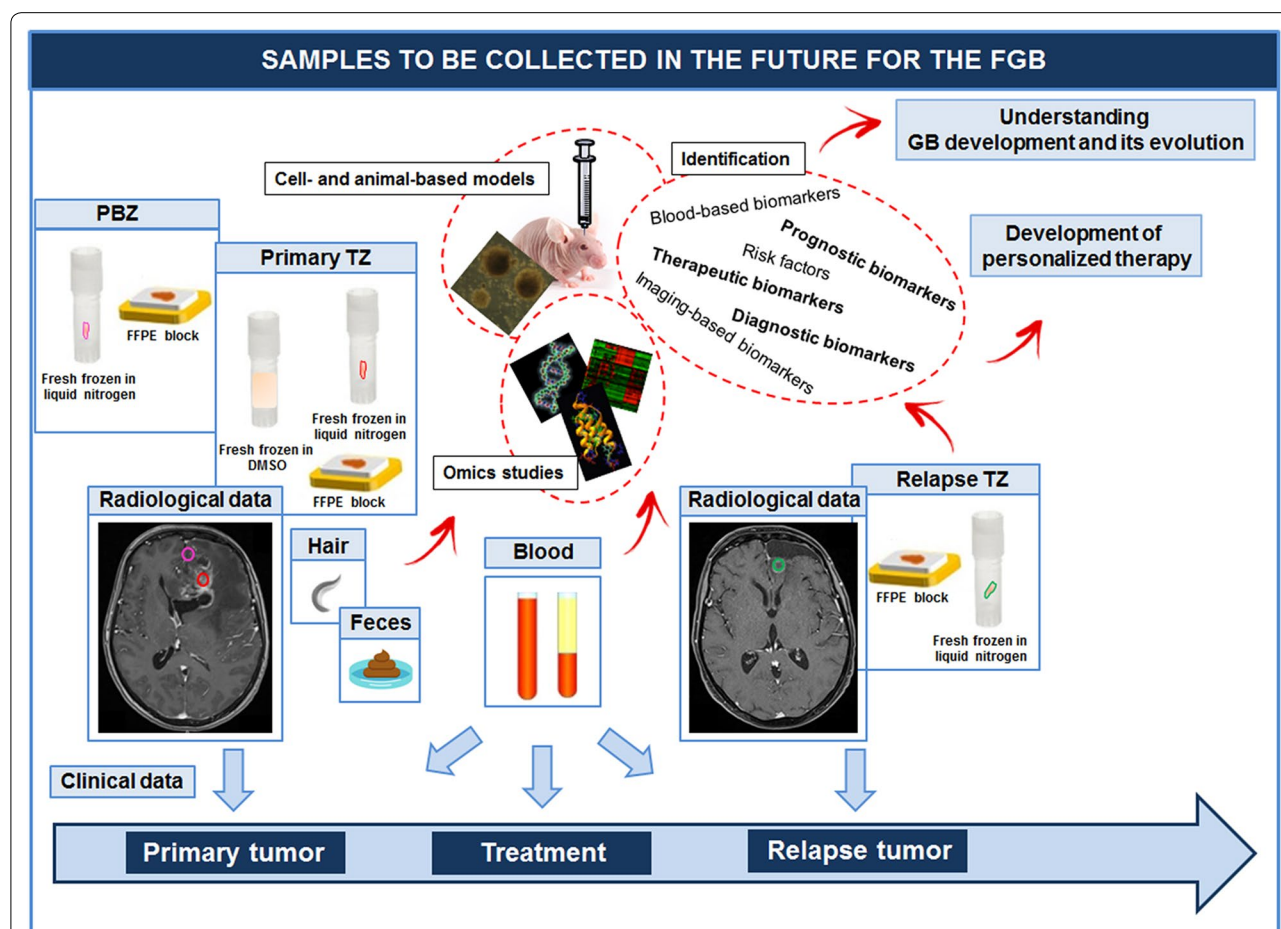 SAMPLES TO BE COLLECTED IN THE FUTURE FOR THE FGB
Understanding
GB development and its evolution
Identification
Cell- and animal-based models
Blood-based biomarkers
Prognostic biomarkers
Risk factors
Therapeutic biomarkers
Imaging-based biomarkers
Diagnostic biomarkers
Development of
personalized therapy
PBZ
FFPE block
Fresh frozen in
liquid nitrogen
Primary TZ
Fresh frozen in
liquid nitrogen
Fresh frozen in
DMSO
FFPE block
Omics studies
Radiological data
Hair
Feces
Blood
Radiological data
Relapse TZ
FFPE block
Fresh frozen in
liquid nitrogen
Clinical data
Primary tumor
Treatment
Relapse tumor